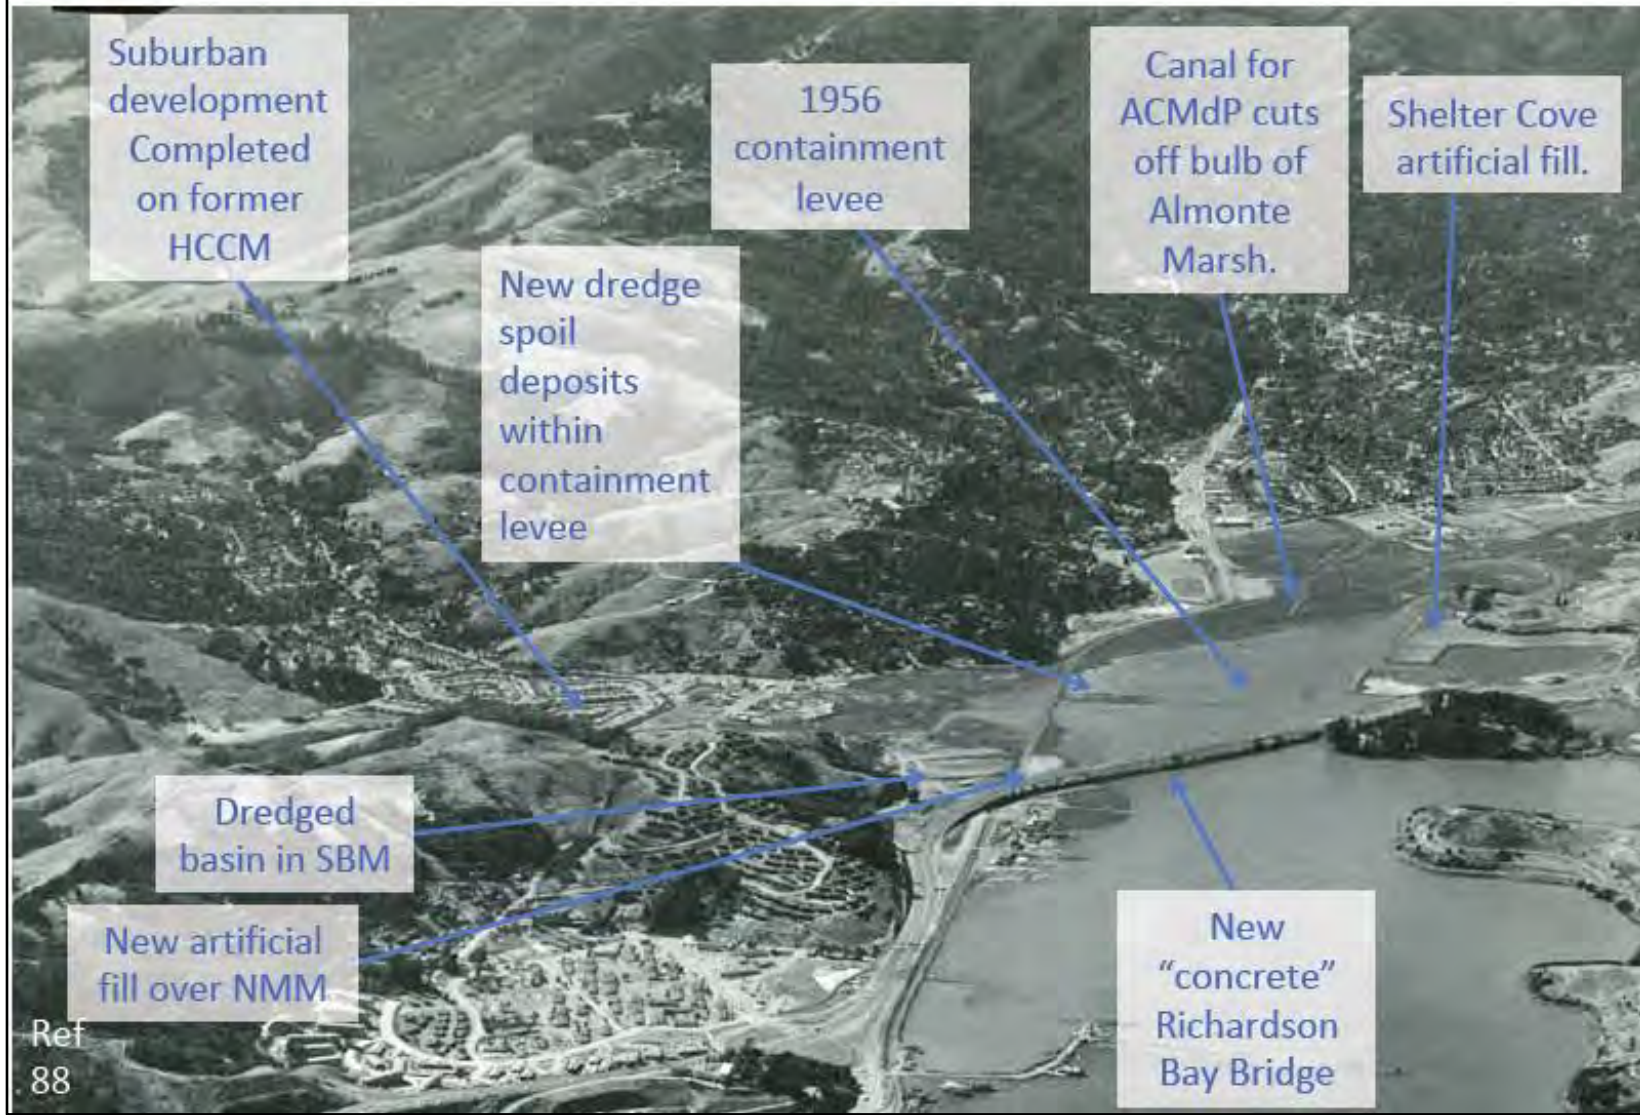 Suburban
development
Completed
on former
HCCM
New dredge
spoil
deposits
within
containment
levee
1956
containment
levee
Canal for
ACMdP cuts
off bulb of
Almonte
Marsh.
Shelter Cove
artificial fill.
Dredged
basin in SBM
New artificial
fill over NMM
New
“concrete”
Richardson
Bay Bridge
Ref
88